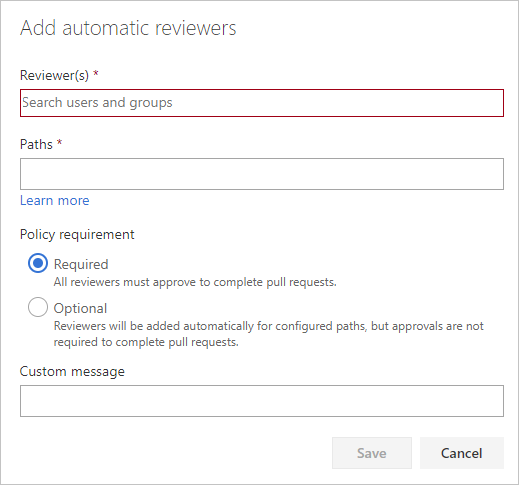 Add automatic reviewers
Reviewer(s) *
Search users and groups
Paths *
Learn more
Policy requirement
Required
All reviewers must approve to complete pull requests.
Optional
Reviewers will be added automatically for configured paths, but approvals are not
required to complete pull requests.
Custom message
Save
Cancel